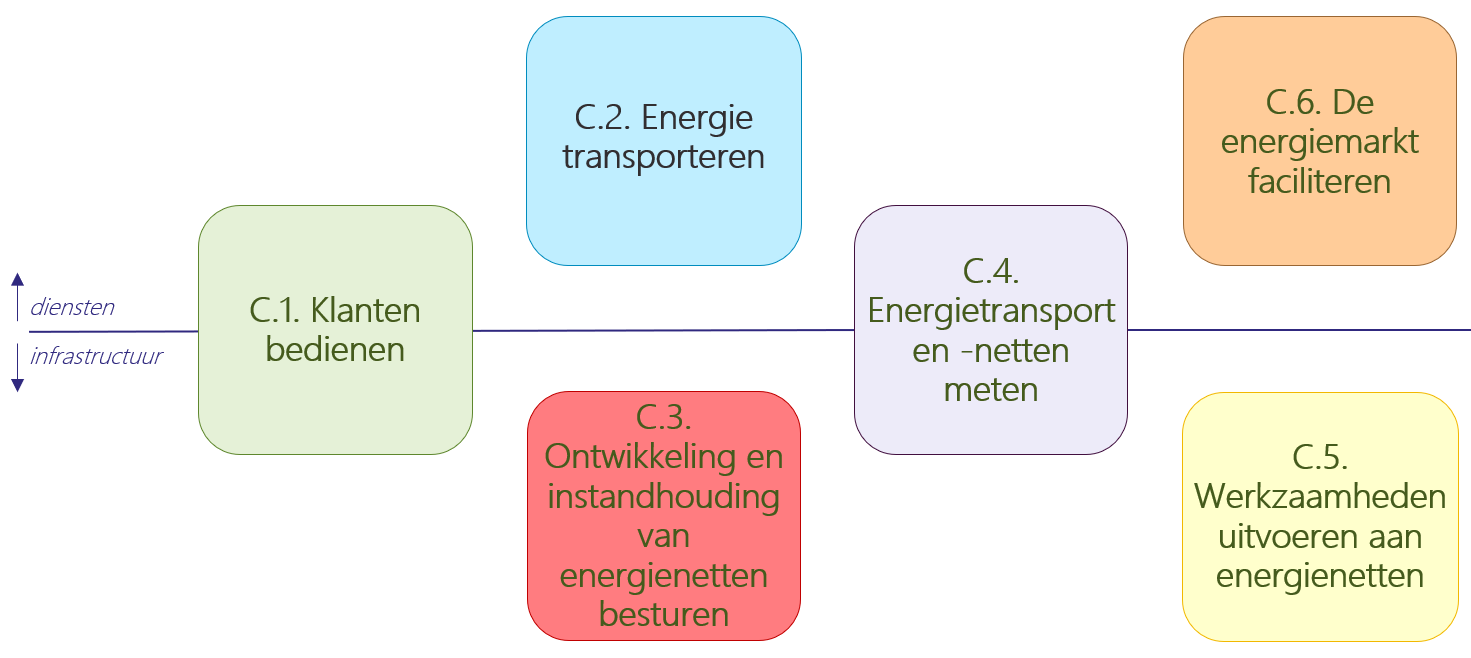 C.2. Energie
transporteren
C.6. De
energiemarkt
faciliteren
diensten
infrastructuur
C.1. Klanten
bedienen
C.4.
Energietransport
en -netten
meten
C.3.
Ontwikkeling en
instandhouding
van
energienetten
besturen
C.5.
Werkzaamheden
uitvoeren aan
energienetten